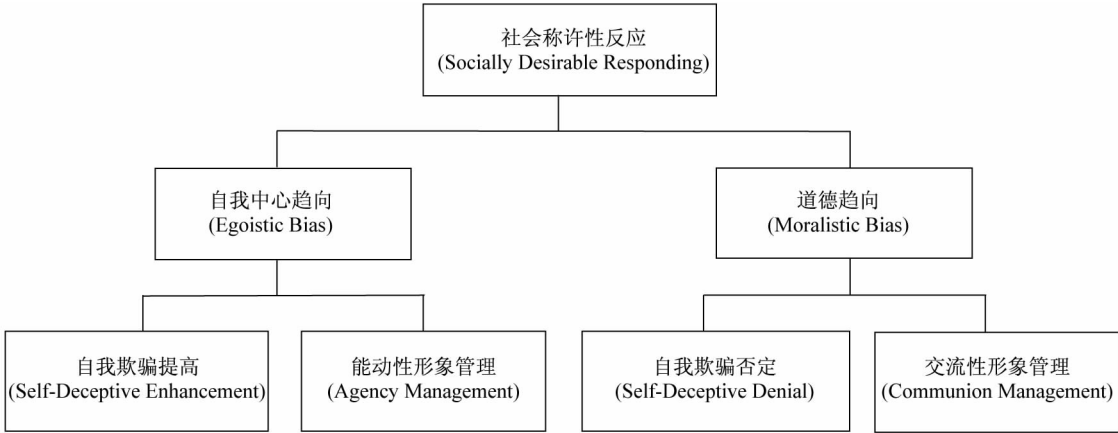 社会称许性反应
(Socially Desirable Responding)
自我中心趋向
(Egoistic Bias)
道德趋向
(Moralistic Bias)
自我欺骗提高
(Self-Deceptive Enhancement)
能动性形象管理
(Agency Management)
自我欺骗否定
(Self-Deceptive Denial)
交流性形象管理
(Communion Management)